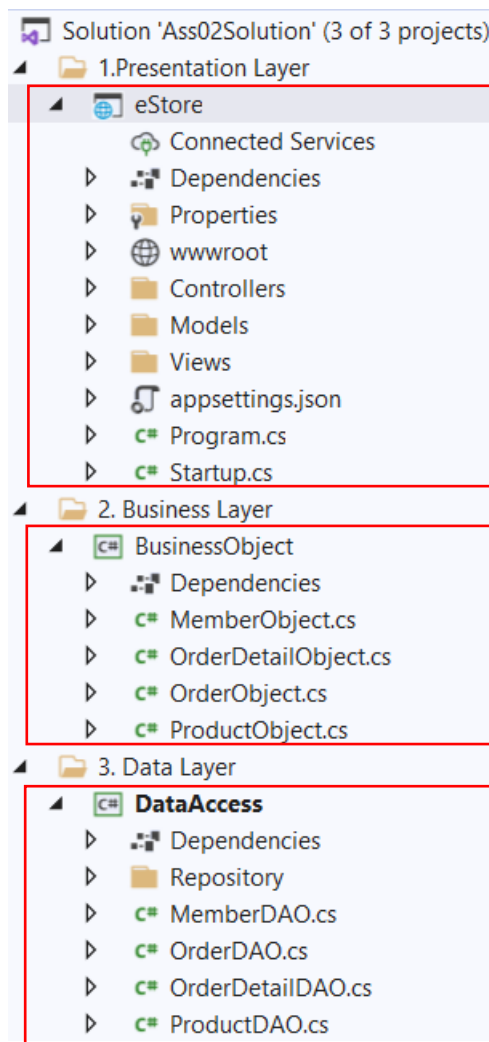 Solution 'Ass02Solution' (3 of 3 projects)
1.Presentation Layer
eStore
Connected Services
Dependencies
Properties
wwwroot
Controllers
Models
Views
appsettings.json
C# Program.cs
C# Startup.cs
2. Business Layer
C# BusinessObject
Dependencies
C# MemberObject.cs
C# OrderDetailObject.cs
C# OrderObject.cs
C# ProductObject.cs
3. Data Layer
C# DataAccess
Dependencies
Repository
C# MemberDAO.cs
C# OrderDAO.cs
C# OrderDetailDAO.cs
C# ProductDAO.cs